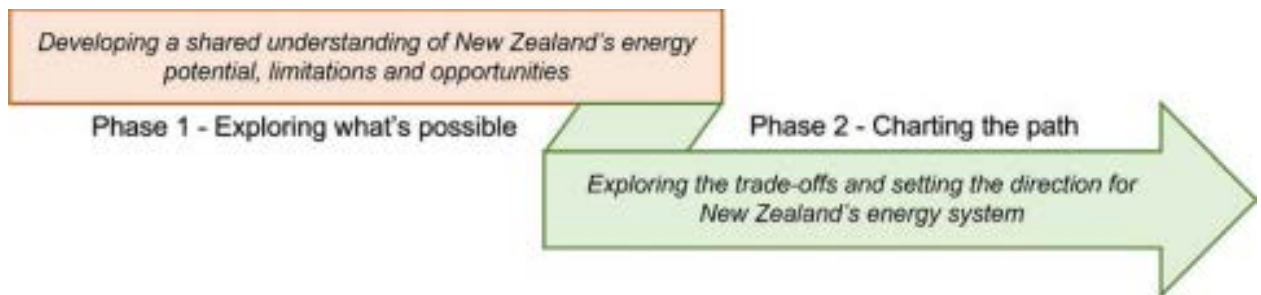 Developing a shared understanding of New Zealand's energy
potential, limitations and opportunities
Phase 1 - Exploring what's possible
Phase 2 - Charting the path
Exploring the trade-offs and setting the direction for
New Zealand's energy system